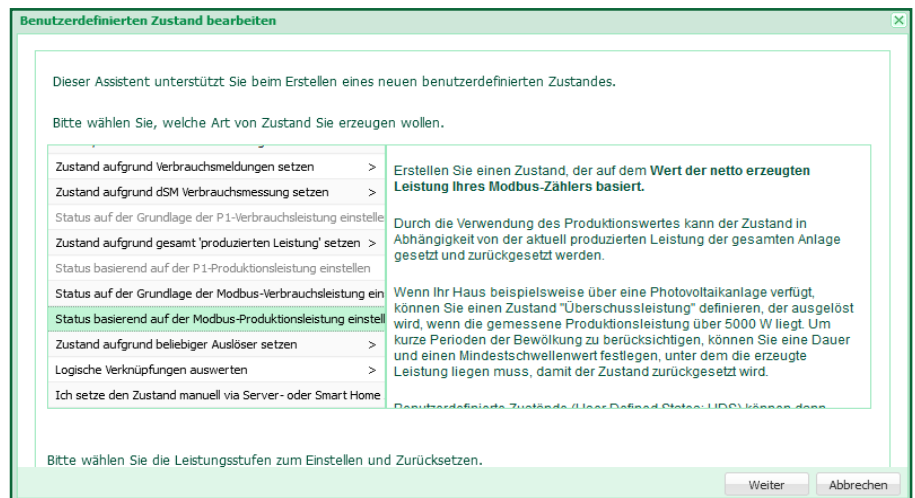 Benutzerdefinierten Zustand bearbeiten
Dieser Assistent unterstützt Sie beim Erstellen eines neuen benutzerdefinierten Zustandes.
Bitte wählen Sie, welche Art von Zustand Sie erzeugen wollen.
Zustand aufgrund Verbrauchsmeldungen setzen >
Zustand aufgrund dSM Verbrauchsmessung setzen >
Status auf der Grundlage der P1-Verbrauchsleistung einstelle
Zustand aufgrund gesamt 'produzierten Leistung' setzen >
Status basierend auf der P1-Produktionsleistung einstellen
Status auf der Grundlage der Modbus-Verbrauchsleistung ein
Status basierend auf der Modbus-Produktionsleistung einstell
Zustand aufgrund beliebiger Auslöser setzen >
Logische Verknüpfungen auswerten >
Ich setze den Zustand manuell via Server- oder Smart Home
Erstellen Sie einen Zustand, der auf dem Wert der netto erzeugten
Leistung Ihres Modbus-Zählers basiert.
Durch die Verwendung des Produktionswertes kann der Zustand in
Abhängigkeit von der aktuell produzierten Leistung der gesamten Anlage
gesetzt und zurückgesetzt werden.
Wenn Ihr Haus beispielsweise über eine Photovoltaikanlage verfügt,
können Sie einen Zustand "Überschussleistung" definieren, der ausgelöst
wird, wenn die gemessene Produktionsleistung über 5000 W liegt. Um
kurze Perioden der Bewölkung zu berücksichtigen, können Sie eine Dauer
und einen Mindestschwellenwert festlegen, unter dem die erzeugte
Leistung liegen muss, damit der Zustand zurückgesetzt wird.
Benutzerdefinierte Zustände (User Defined States; UDS) können dann
Bitte wählen Sie die Leistungsstufen zum Einstellen und Zurücksetzen.
Weiter
Abbrechen